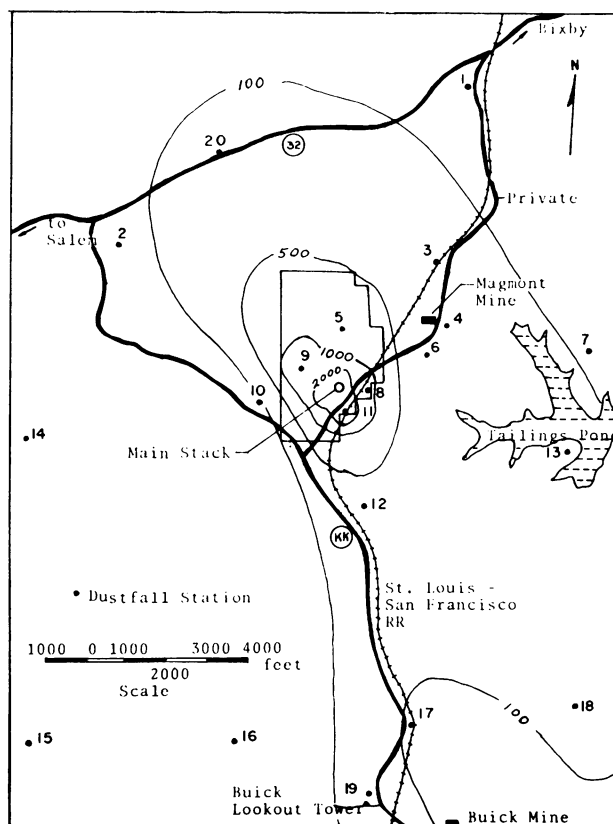 Bixby
1
N
100
20
32
Private
to
Salem
2
500
3
Magmont
Mine
5
4
7
9
1000
6
2000
8
10
11
14
Main Stack
Tailings Pond
13
12
KK
Dustfall Station
St. Louis -
San Francisco
RR
1000 0 1000 3000 4000
feet
2000
Scale
100
18
17
15
16
19
Buick
Lookout Tower
Buick Mine